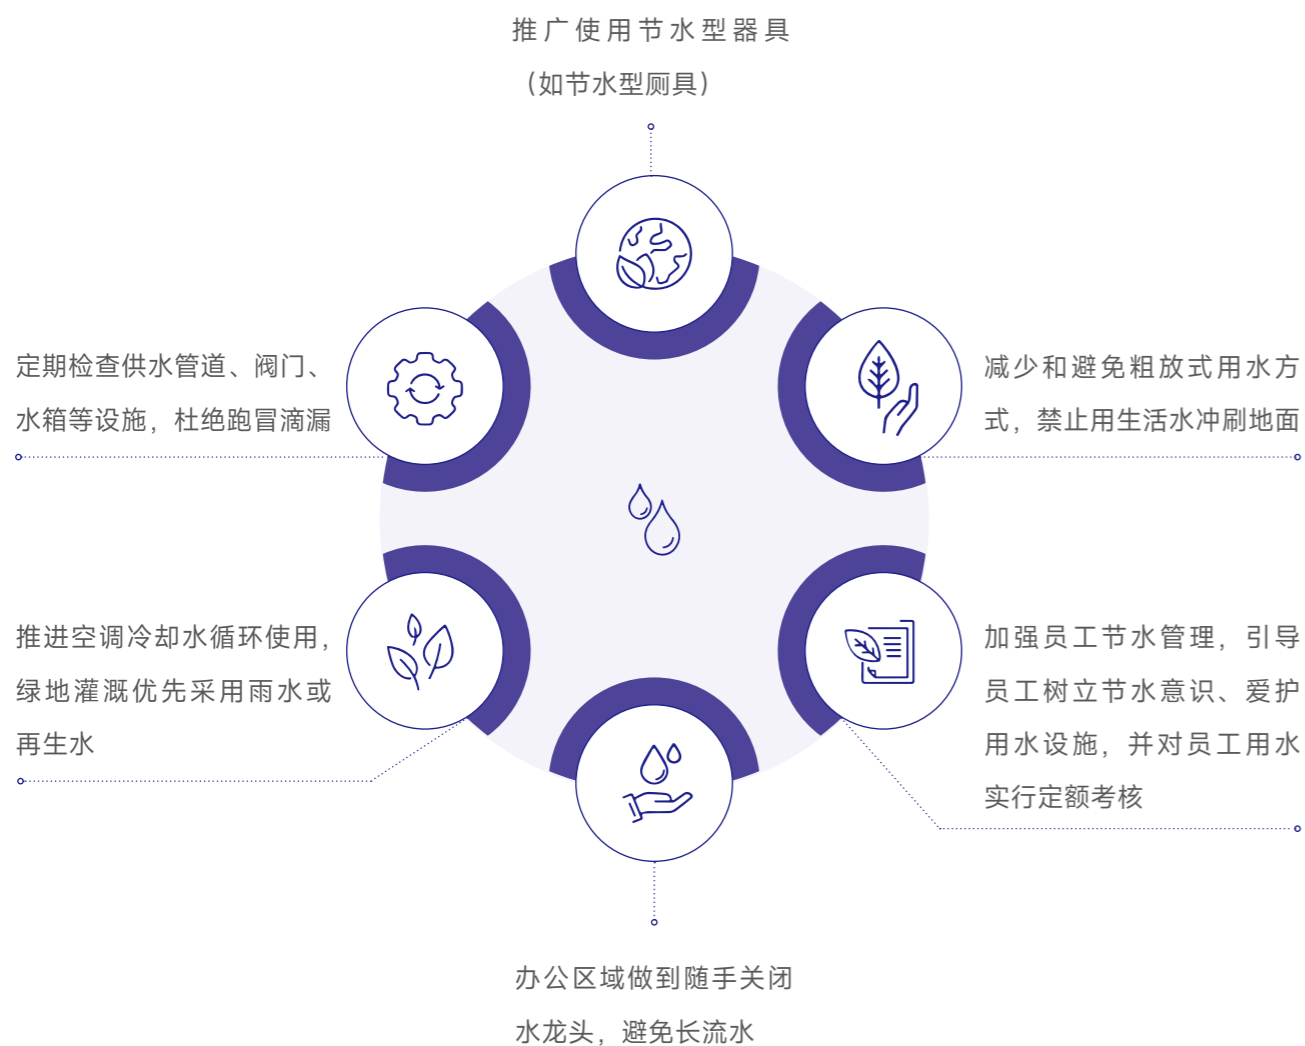 推广使用节水型器具
（如节水型厕具）
定期检查供水管道、阀门、
水箱等设施，杜绝跑冒滴漏
减少和避免粗放式用水方
式，禁止用生活水冲刷地面
推进空调冷却水循环使用，
绿地灌溉优先采用雨水或
再生水
加强员工节水管理，引导
员工树立节水意识、爱护
用水设施，并对员工用水
实行定额考核
办公区域做到随手关闭
水龙头，避免长流水